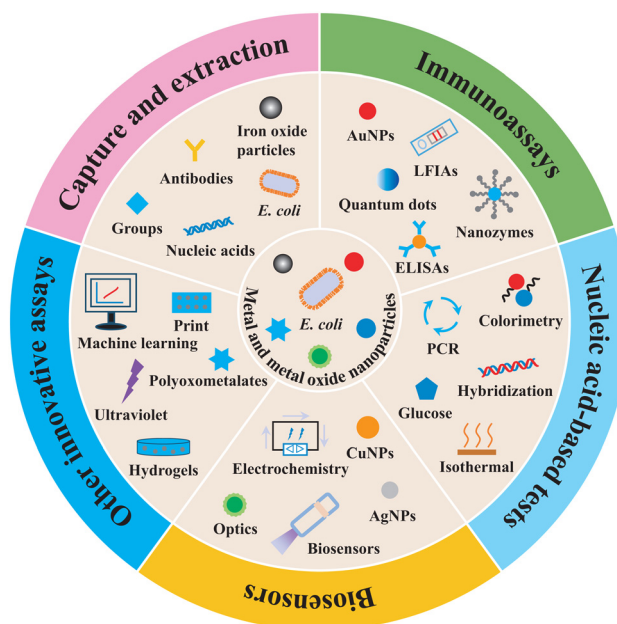 Capture and extraction
Iron oxide
particles
Antibodies
E. coli
Groups
Nucleic acids
Immunoassays
AuNPs
LFIAs
Quantum dots
Nanozymes
ELISAs
Nucleic acid-based tests
Colorimetry
PCR
Hybridization
Glucose
Isothermal
Biosensors
Electrochemistry
CuNPs
Optics
AgNPs
Biosensors
Other innovative assays
Print
Machine learning
Polyoxometalates
Ultraviolet
Hydrogels
E. coli
Metal and metal oxide nanoparticles